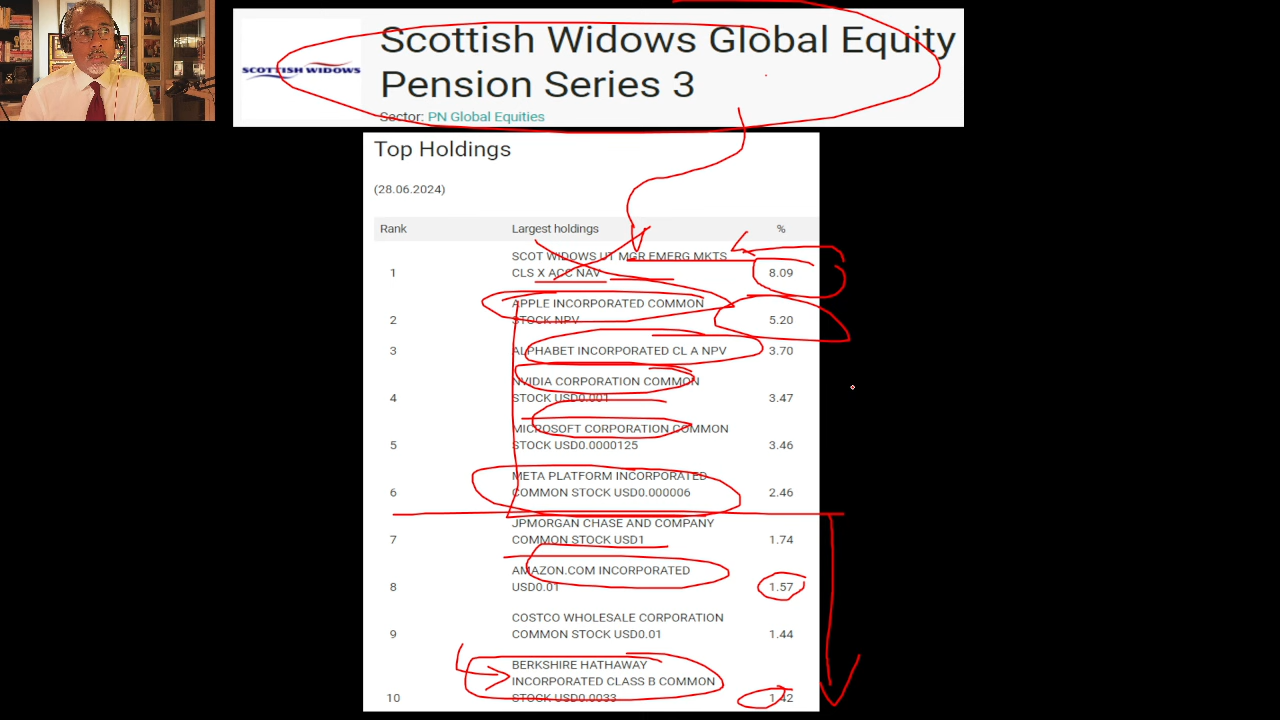 SCOTTISH WIDOWS
Scottish Widows Global Equity
Pension Series 3
Sector: PN Global Equities
Top Holdings
(28.06.2024)
Rank Largest holdings %
SCOT WIDOWS UT MGR EMERG MKTS
1 CLS X ACC NAV 8.09
APPLE INCORPORATED COMMON
2 STOCK NPV 5.20
3 ALPHABET INCORPORATED CL A NPV 3.70
NVIDIA CORPORATION COMMON
4 STOCK USD0.001 3.47
MICROSOFT CORPORATION COMMON
5 STOCK USD0.0000125 3.46
META PLATFORM INCORPORATED
6 COMMON STOCK USD0.000006 2.46
JPMORGAN CHASE AND COMPANY
7 COMMON STOCK USD1 1.74
AMAZON.COM INCORPORATED
8 USD0.01 1.57
COSTCO WHOLESALE CORPORATION
9 COMMON STOCK USD0.01 1.44
BERKSHIRE HATHAWAY
INCORPORATED CLASS B COMMON
10 STOCK USD0.0033 1.42